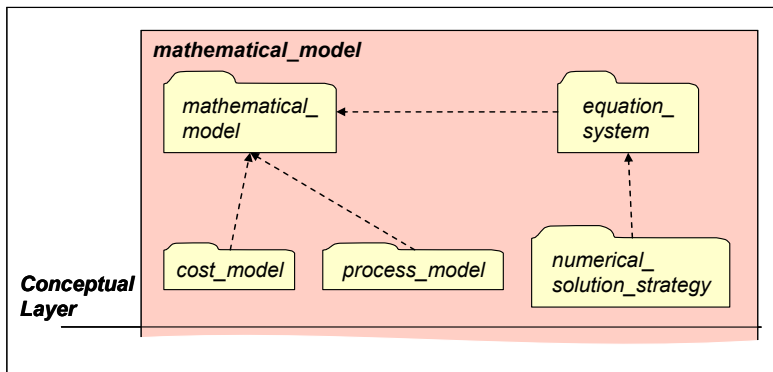 mathematical_model
mathematical_
model
equation_
system
cost_model
process_model
numerical_
solution_strategy
Conceptual
Layer